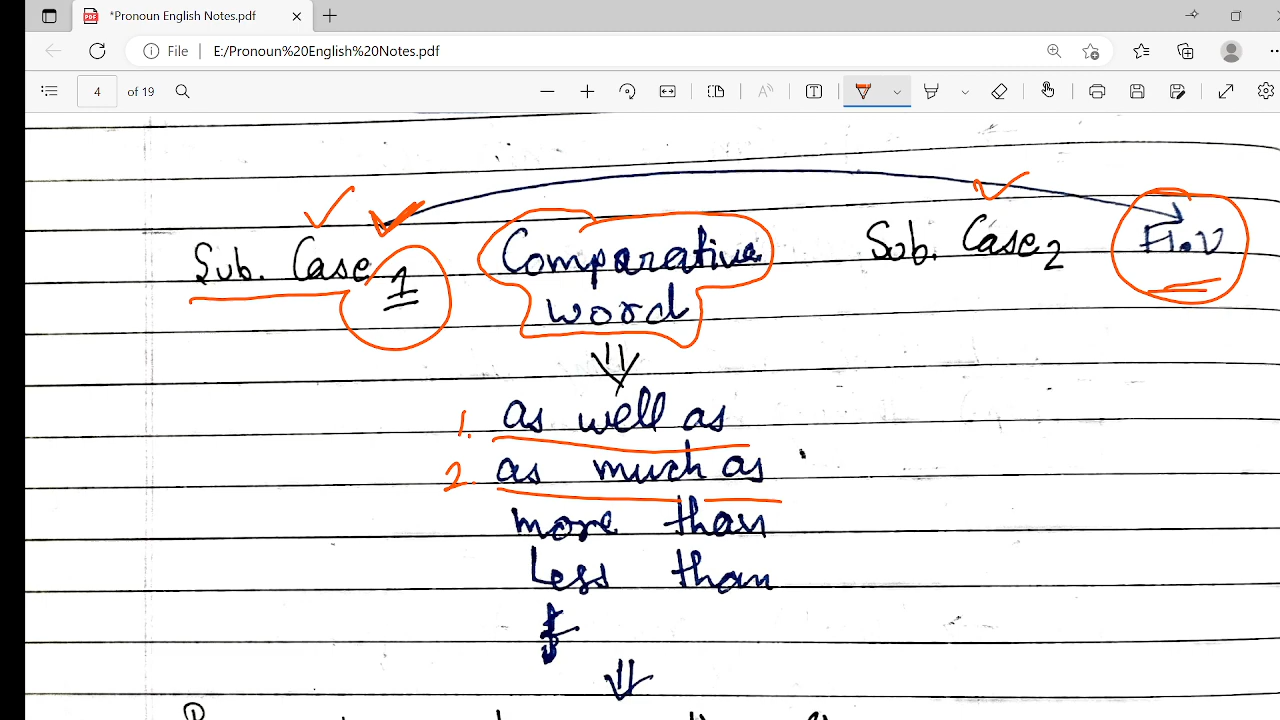 *Pronoun English Notes.pdf
File E:/Pronoun%20English%20Notes.pdf
4 of 19
Sub. Case 1 Comparative Sub. Case 2 H.V
word
1. as well as
2. as much as
more than
Less than